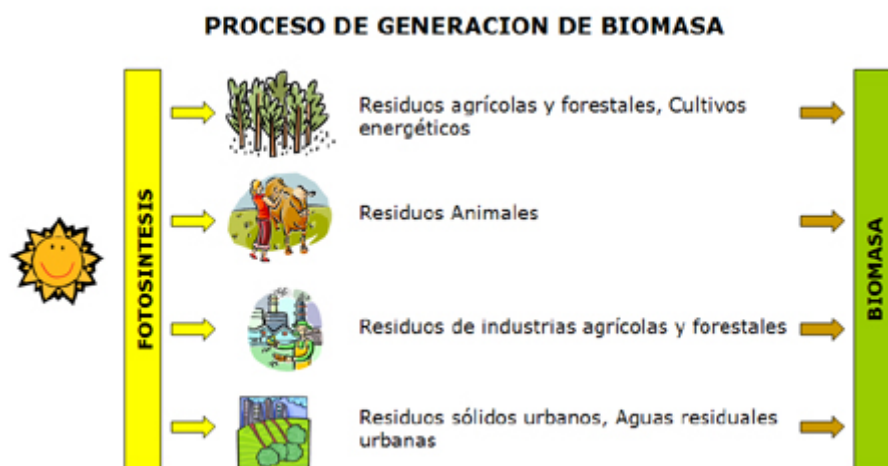 PROCESO DE GENERACION DE BIOMASA
FOTOSINTESIS
Residuos agrícolas y forestales, Cultivos
energéticos
Residuos Animales
Residuos de industrias agrícolas y forestales
Residuos sólidos urbanos, Aguas residuales
urbanas
BIOMASA